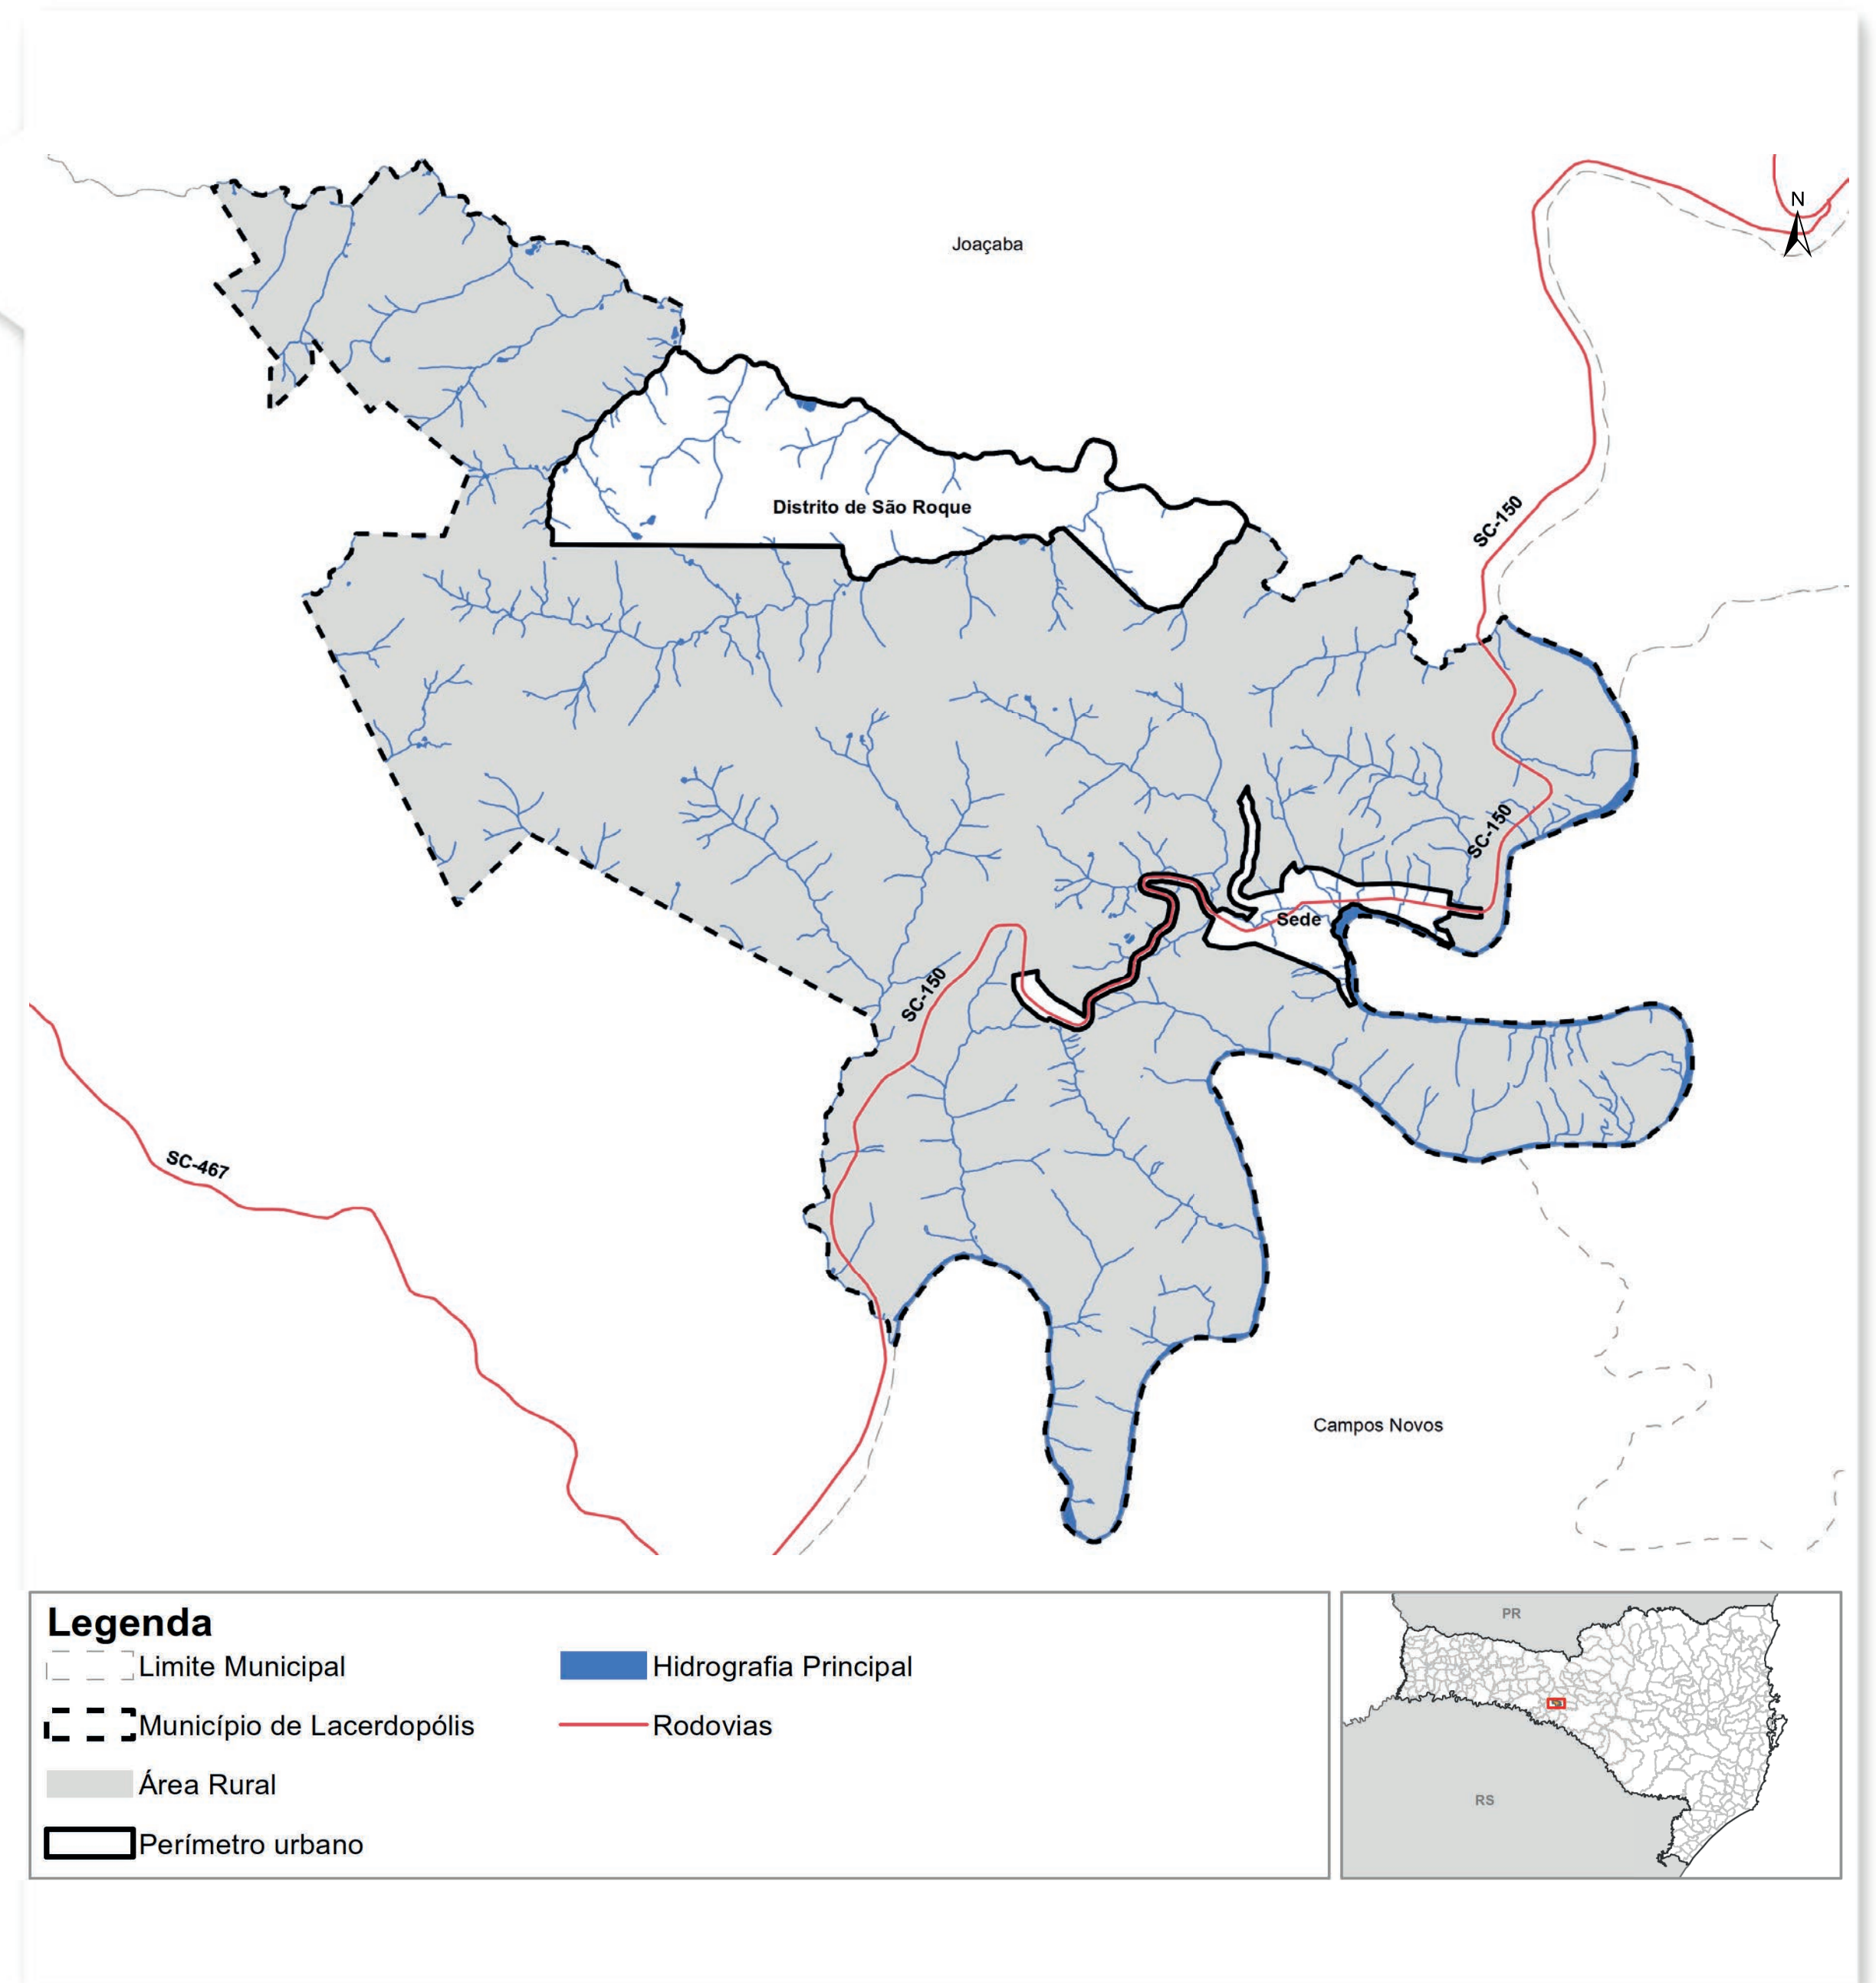 N
Joaçaba
SC-150
Distrito de São Roque
SC-150
Sede
SC-150
SC-467
Campos Novos
Legenda
Limite Municipal
Município de Lacerdopólis
Área Rural
Perímetro urbano
Hidrografia Principal
Rodovias
PR
RS